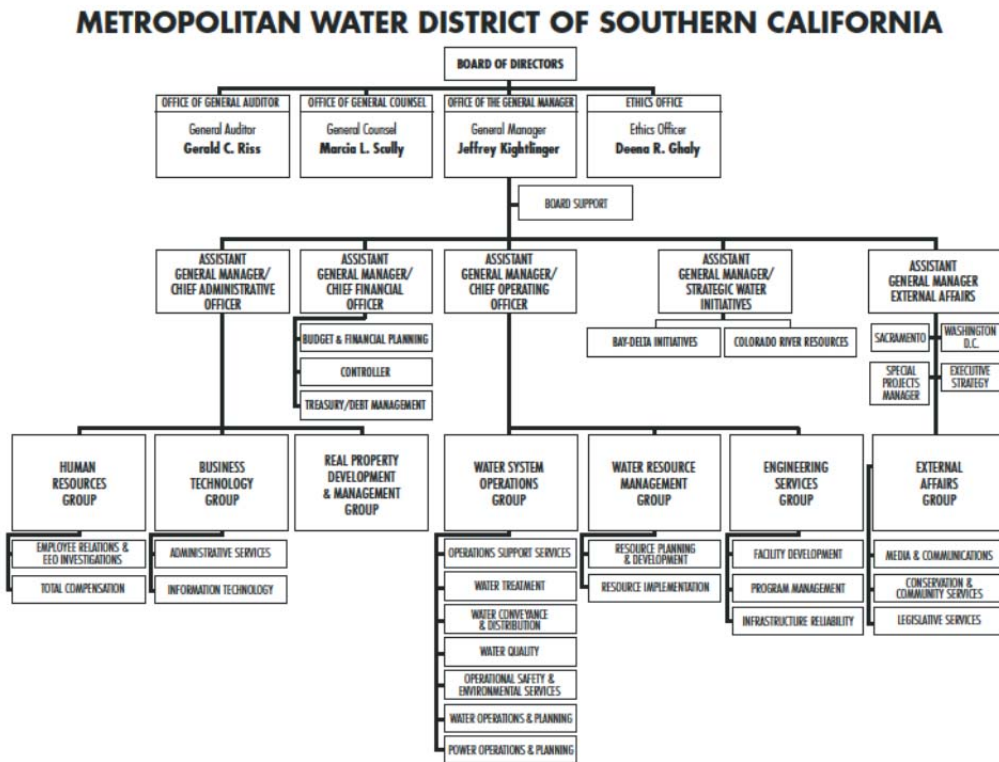 METROPOLITAN WATER DISTRICT OF SOUTHERN CALIFORNIA
BOARD OF DIRECTORS
OFFICE OF GENERAL AUDITOR
General Auditor
Gerald C. Riss
OFFICE OF GENERAL COUNSEL
General Counsel
Marcia L. Scully
OFFICE OF THE GENERAL MANAGER
General Manager
Jeffrey Kightlinger
ETHICS OFFICE
Ethics Officer
Deena R. Ghaly
BOARD SUPPORT
ASSISTANT
GENERAL MANAGER/
CHIEF ADMINISTRATIVE
OFFICER
ASSISTANT
GENERAL MANAGER/
CHIEF FINANCIAL
OFFICER
ASSISTANT
GENERAL MANAGER/
CHIEF OPERATING
OFFICER
ASSISTANT
GENERAL MANAGER/
STRATEGIC WATER
INITIATIVES
ASSISTANT
GENERAL MANAGER
EXTERNAL AFFAIRS
BUDGET & FINANCIAL PLANNING
CONTROLLER
TREASURY/DEBT MANAGEMENT
BAY-DELTA INITIATIVES
COLORADO RIVER RESOURCES
SACRAMENTO
WASHINGTON
D.C.
SPECIAL
PROJECTS
MANAGER
EXECUTIVE
STRATEGY
HUMAN
RESOURCES
GROUP
BUSINESS
TECHNOLOGY
GROUP
REAL PROPERTY
DEVELOPMENT
& MANAGEMENT
GROUP
WATER SYSTEM
OPERATIONS
GROUP
WATER RESOURCE
MANAGEMENT
GROUP
ENGINEERING
SERVICES
GROUP
EXTERNAL
AFFAIRS
GROUP
EMPLOYEE RELATIONS &
EEO INVESTIGATIONS
TOTAL COMPENSATION
ADMINISTRATIVE SERVICES
INFORMATION TECHNOLOGY
OPERATIONS SUPPORT SERVICES
WATER TREATMENT
WATER CONVEYANCE
& DISTRIBUTION
WATER QUALITY
OPERATIONAL SAFETY &
ENVIRONMENTAL SERVICES
WATER OPERATIONS & PLANNING
POWER OPERATIONS & PLANNING
RESOURCE PLANNING
& DEVELOPMENT
RESOURCE IMPLEMENTATION
FACILITY DEVELOPMENT
PROGRAM MANAGEMENT
INFRASTRUCTURE RELIABILITY
MEDIA & COMMUNICATIONS
CONSERVATION &
COMMUNITY SERVICES
LEGISLATIVE SERVICES